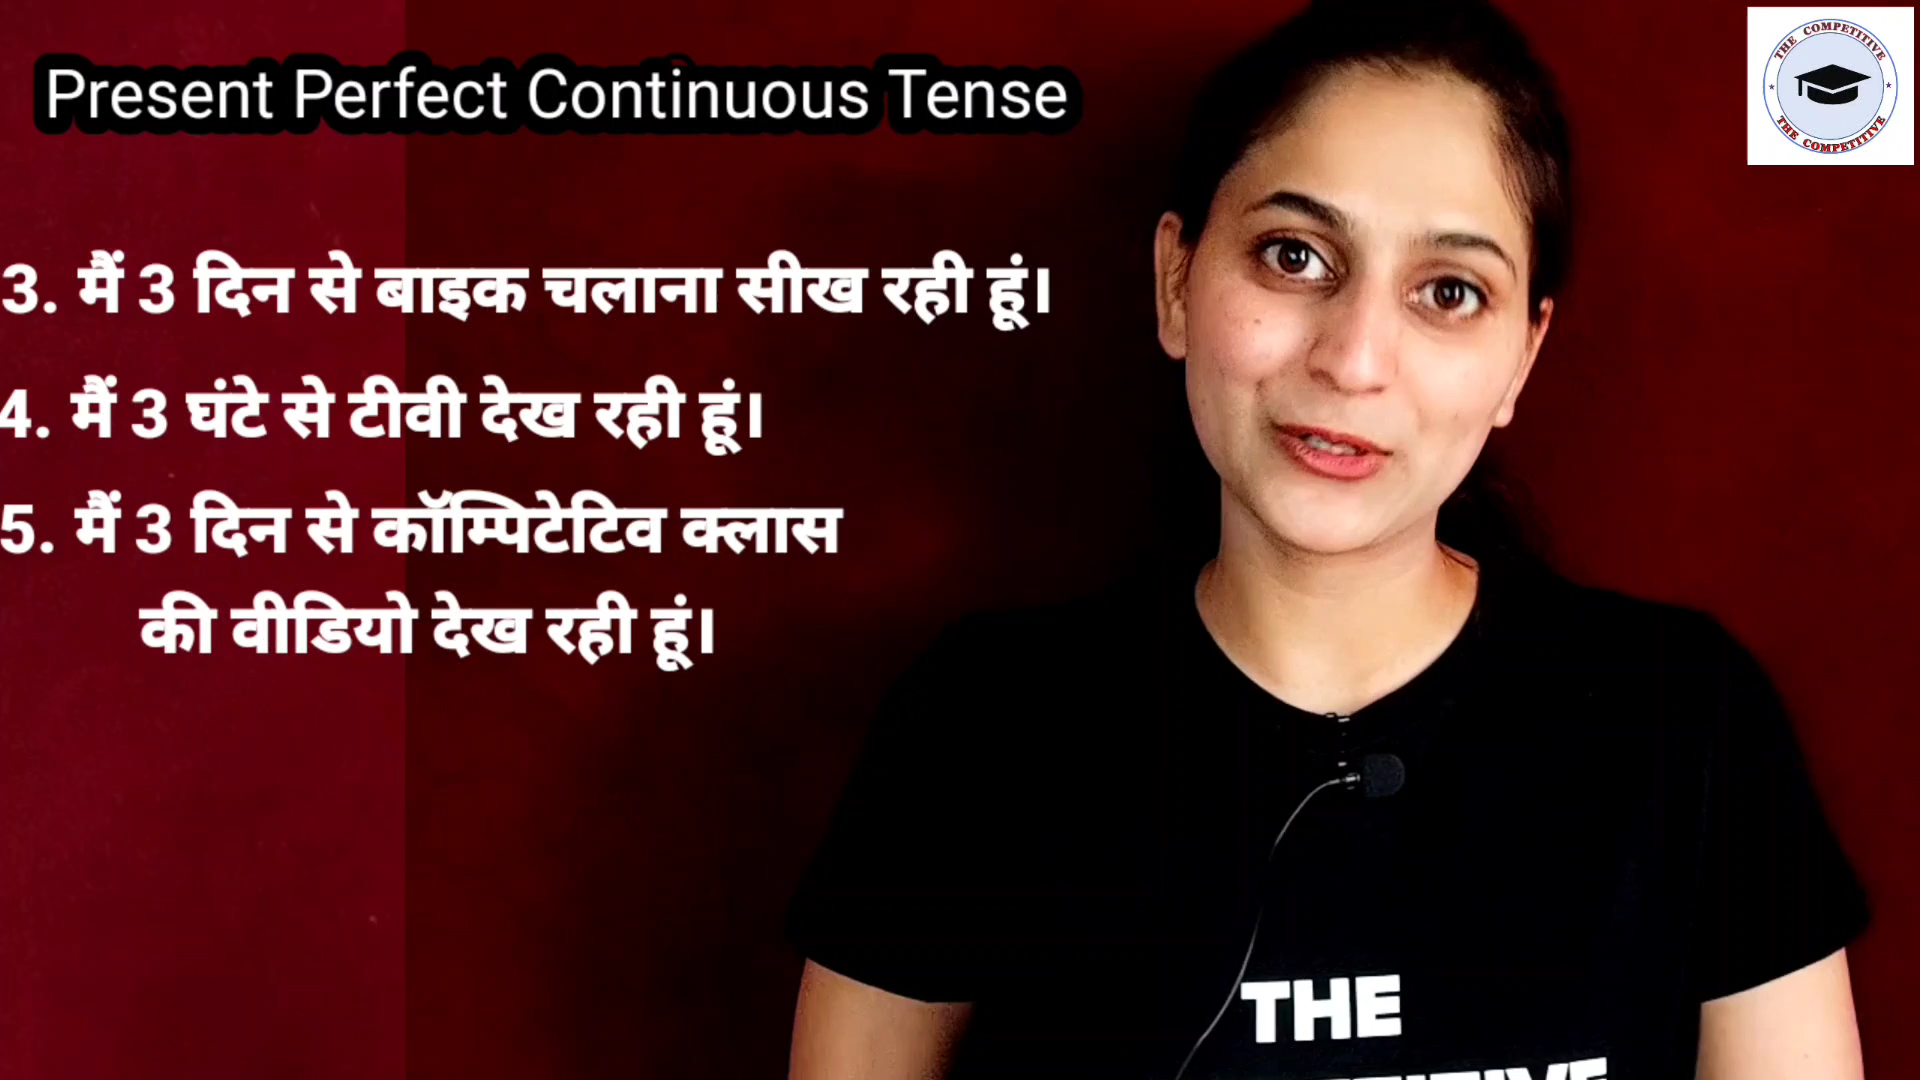 Present Perfect Continuous Tense
THE COMPETITIVE
THE COMPETITIVE
3. मैं 3 दिन से बाइक चलाना सीख रही हूं।
4. मैं 3 घंटे से टीवी देख रही हूं।
5. मैं 3 दिन से कॉम्पिटेटिव क्लास
की वीडियो देख रही हूं।
THE